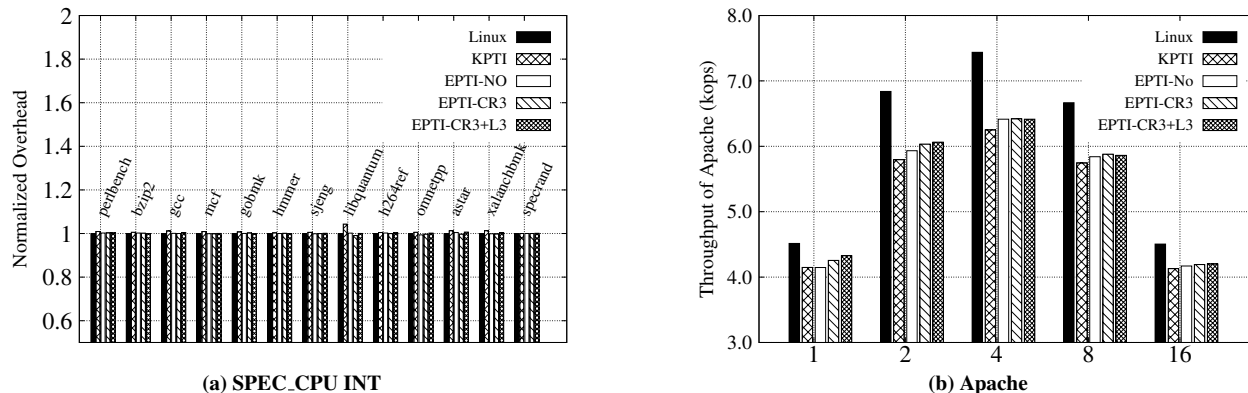 Normalized Overhead
2
1.8
1.6
1.4
1.2
1
0.8
0.6
Linux
KPTI
EPTI-NO
EPTI-CR3
EPTI-CR3+L3
perlbench
bzip2
gcc
mcf
gobmk
hmmer
sjeng
libquantum
h264ref
omnetpp
astar
xalanchbmk
specrand
(a) SPEC_CPU INT
Throughput of Apache (kops)
8.0
7.0
6.0
5.0
4.0
3.0
Linux
KPTI
EPTI-No
EPTI-CR3
EPTI-CR3+L3
1 2 4 8 16
(b) Apache